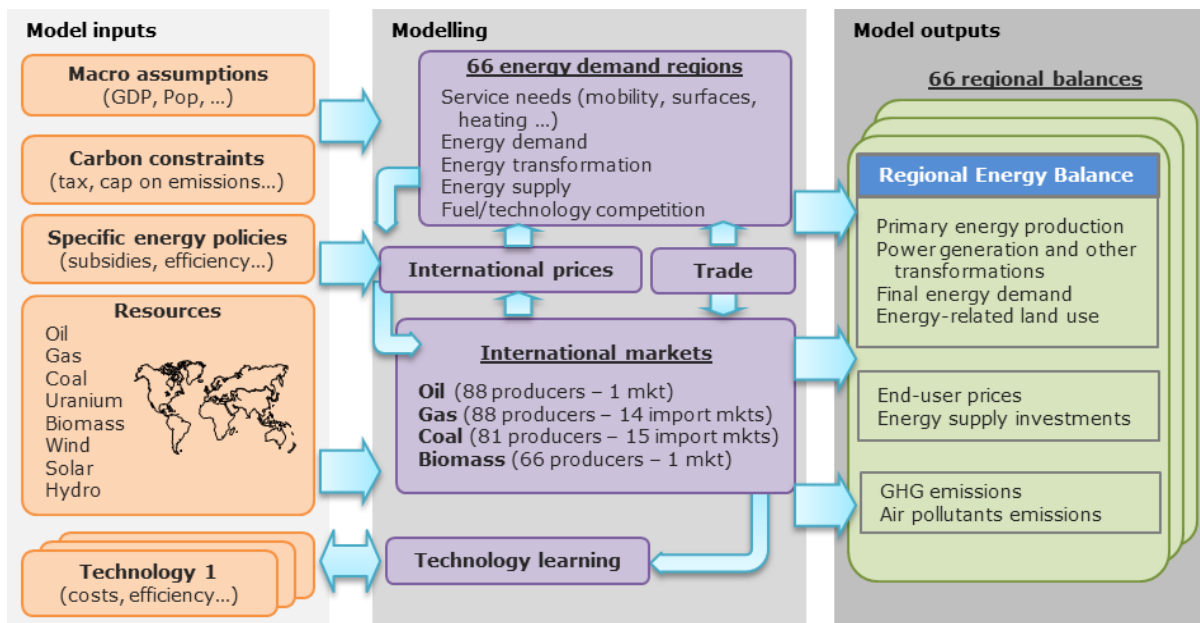 Model inputs
Macro assumptions
(GDP, Pop, ...)
Carbon constraints
(tax, cap on emissions...)
Specific energy policies
(subsidies, efficiency...)
Resources
Oil
Gas
Coal
Uranium
Biomass
Wind
Solar
Hydro
Technology 1
(costs, efficiency...)
Modelling
66 energy demand regions
Service needs (mobility, surfaces,
heating ...)
Energy demand
Energy transformation
Energy supply
Fuel/technology competition
International prices
Trade
International markets
Oil (88 producers – 1 mkt)
Gas (88 producers – 14 import mkts)
Coal (81 producers – 15 import mkts)
Biomass (66 producers – 1 mkt)
Technology learning
Model outputs
66 regional balances
Regional Energy Balance
Primary energy production
Power generation and other
transformations
Final energy demand
Energy-related land use
End-user prices
Energy supply investments
GHG emissions
Air pollutants emissions